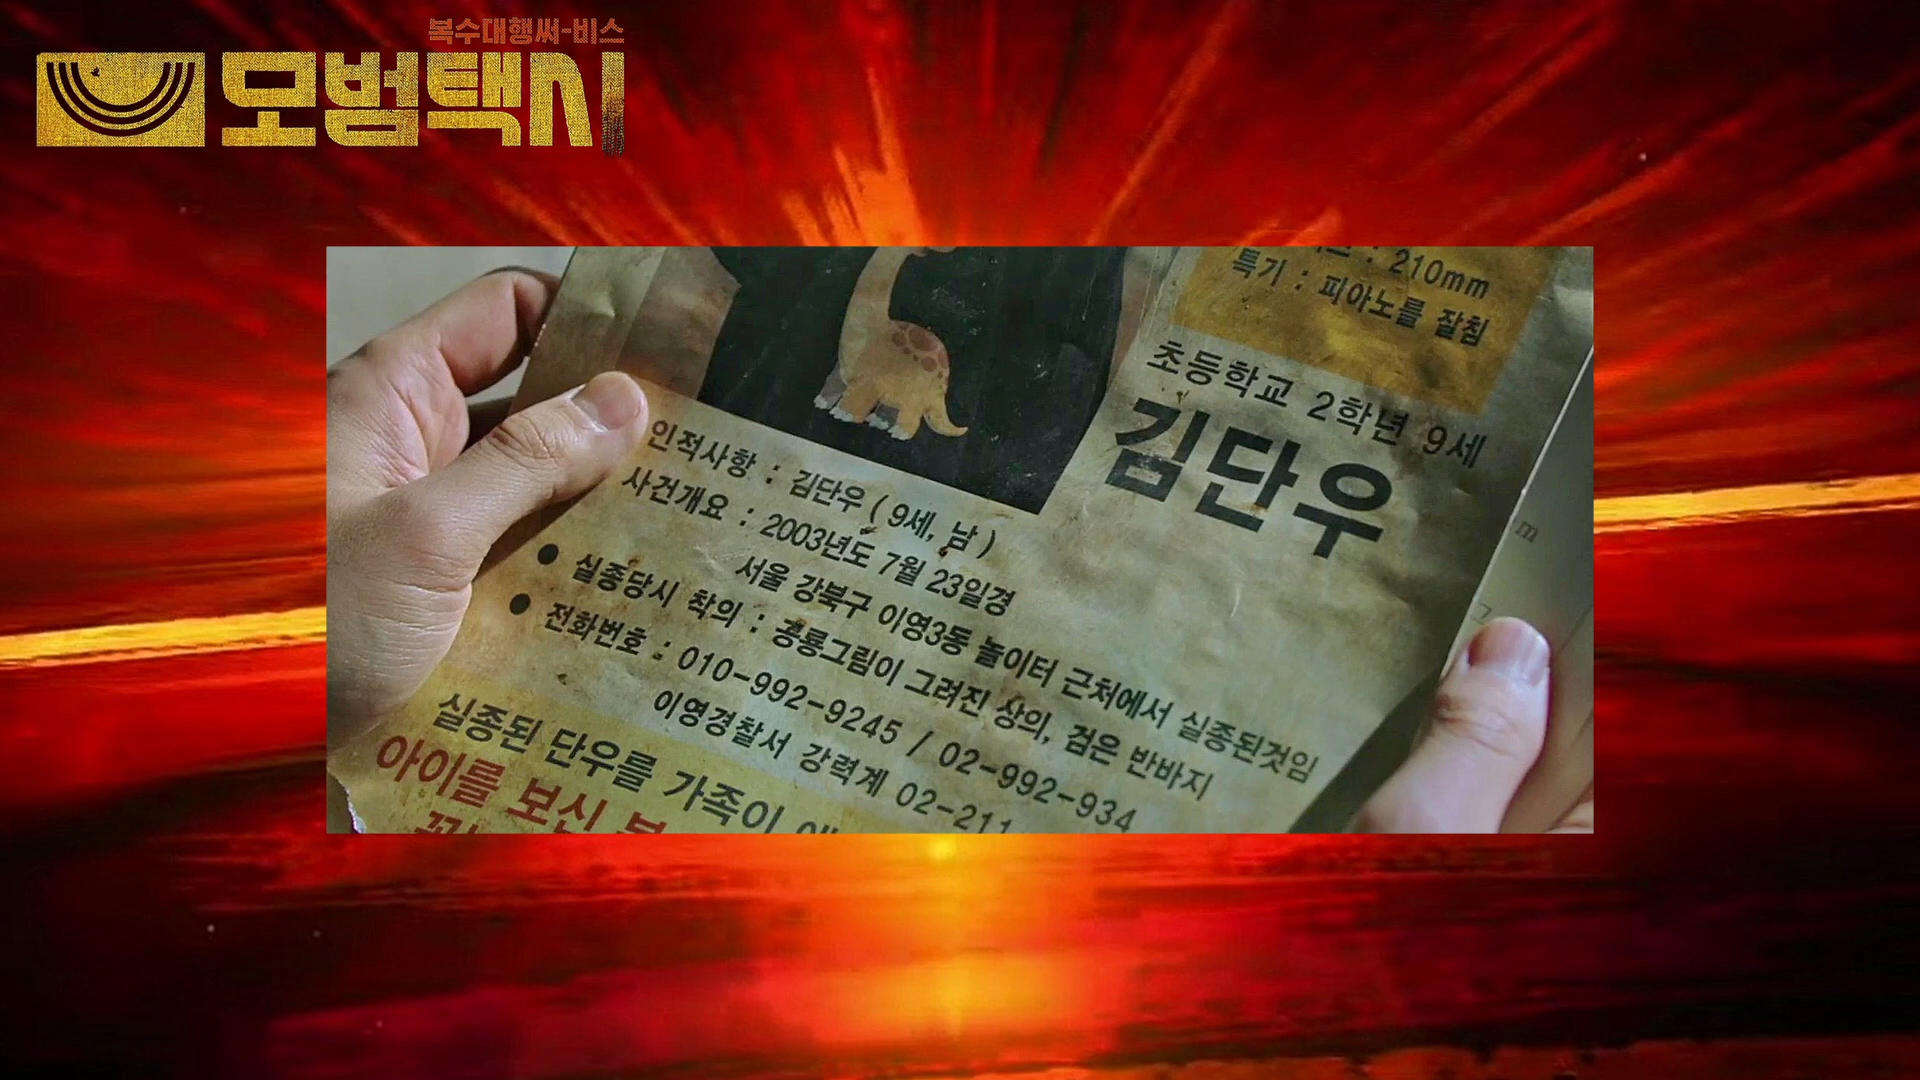 복수대행써-비스
모범택시
: 210mm
특기 : 피아노를 잘침
초등학교 2학년 9세
김단우
인적사항 : 김단우 ( 9세, 남 )
사건개요 : 2003년도 7월 23일경
서울 강북구 이영3동 놀이터 근처에서 실종된것임
● 실종당시 착의 : 공룡그림이 그려진 상의, 검은 반바지
● 전화번호 : 010-992-9245 / 02-992-934
이영경찰서 강력계 02-211
실종된 단우를 가족이
아이를 보신
m